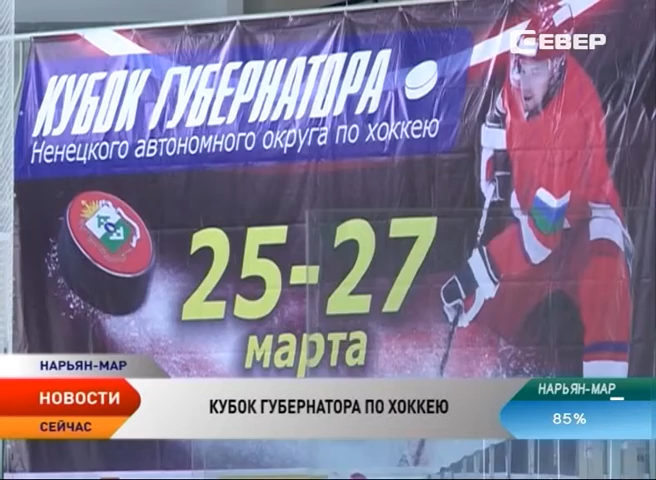 СЕВЕР
КУБОК ГУБЕРНАТОРА
Ненецкого автономного округа по хоккею
25-27
марта
НАРЬЯН-МАР
НОВОСТИ
СЕЙЧАС
КУБОК ГУБЕРНАТОРА ПО ХОККЕЮ
НАРЬЯН-МАР
85%